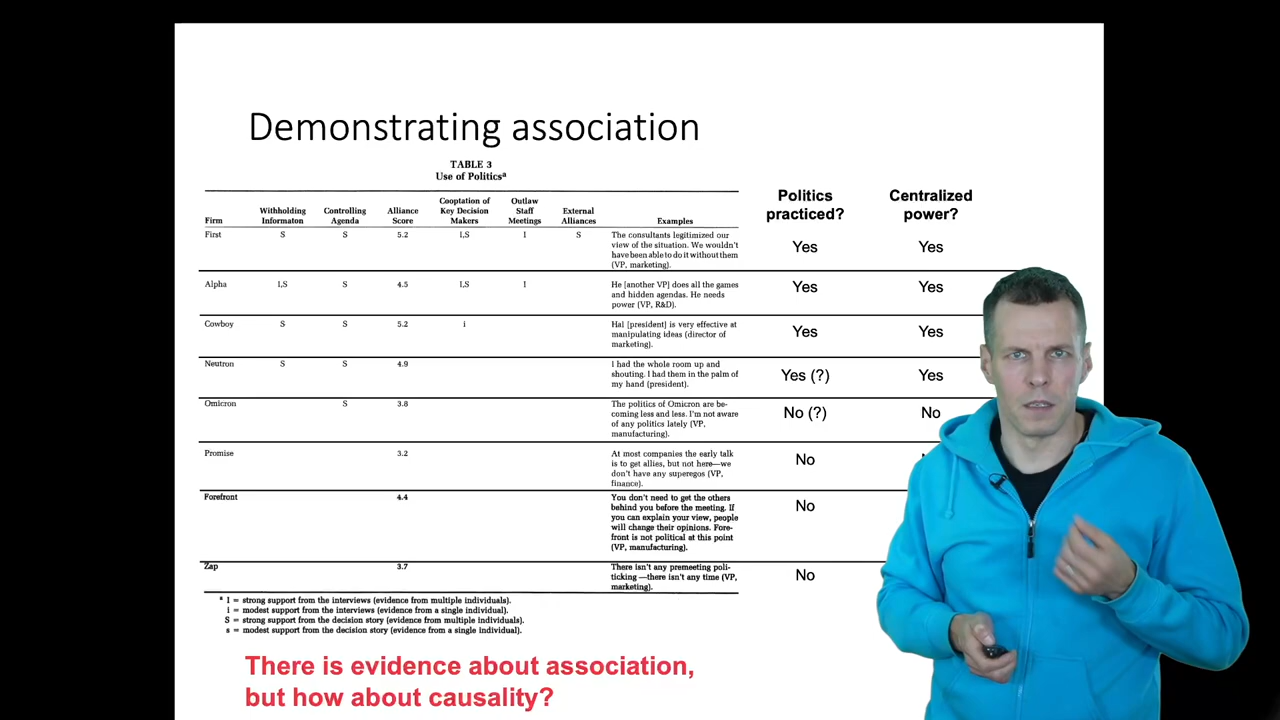 Demonstrating association
TABLE 3
Use of Politicsª
Firm
Withholding
Informaton
Controlling
Agenda
Alliance
Score
Cooptation of
Key Decision
Makers
Outlaw
Staff
Meetings
External
Alliances
Examples
Politics
practiced?
Centralized
power?
First S S 5.2 I,S I S
The consultants legitimized our
view of the situation. We wouldn't
have been able to do it without them
(VP, marketing).
Yes Yes
Alpha I,S S 4.5 I,S I
He [another VP] does all the games
and hidden agendas. He needs
power (VP, R&D).
Yes Yes
Cowboy S S 5.2 i
Hal [president] is very effective at
manipulating ideas (director of
marketing).
Yes Yes
Neutron S S 4.9
I had the whole room up and
shouting. I had them in the palm of
my hand (president).
Yes (?) Yes
Omicron S 3.8
The politics of Omicron are be-
coming less and less. I'm not aware
of any politics lately (VP,
manufacturing).
No (?) No
Promise 3.2
At most companies the early talk
is to get allies, but not here—we
don't have any superegos (VP,
finance).
No
Forefront 4.4
You don't need to get the others
behind you before the meeting. If
you can explain your view, people
will change their opinions. Fore-
front is not political at this point
(VP, manufacturing).
No
Zap 3.7
There isn't any premeeting poli-
ticking —there isn't any time (VP,
marketing).
No
ª I = strong support from the interviews (evidence from multiple individuals).
i = modest support from the interviews (evidence from a single individual).
S = strong support from the decision story (evidence from multiple individuals).
s = modest support from the decision story (evidence from a single individual).
There is evidence about association,
but how about causality?